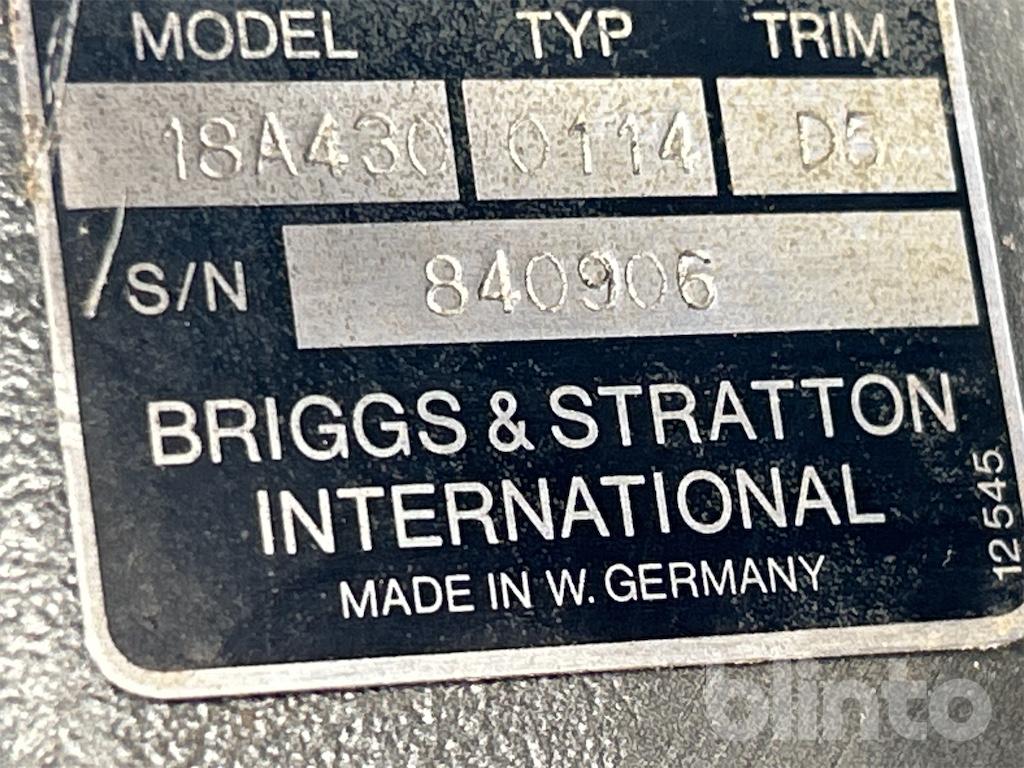 MODEL TYP TRIM
18A430 0114 D5
S/N 840906
BRIGGS & STRATTON
INTERNATIONAL
MADE IN W. GERMANY
12545
blinto